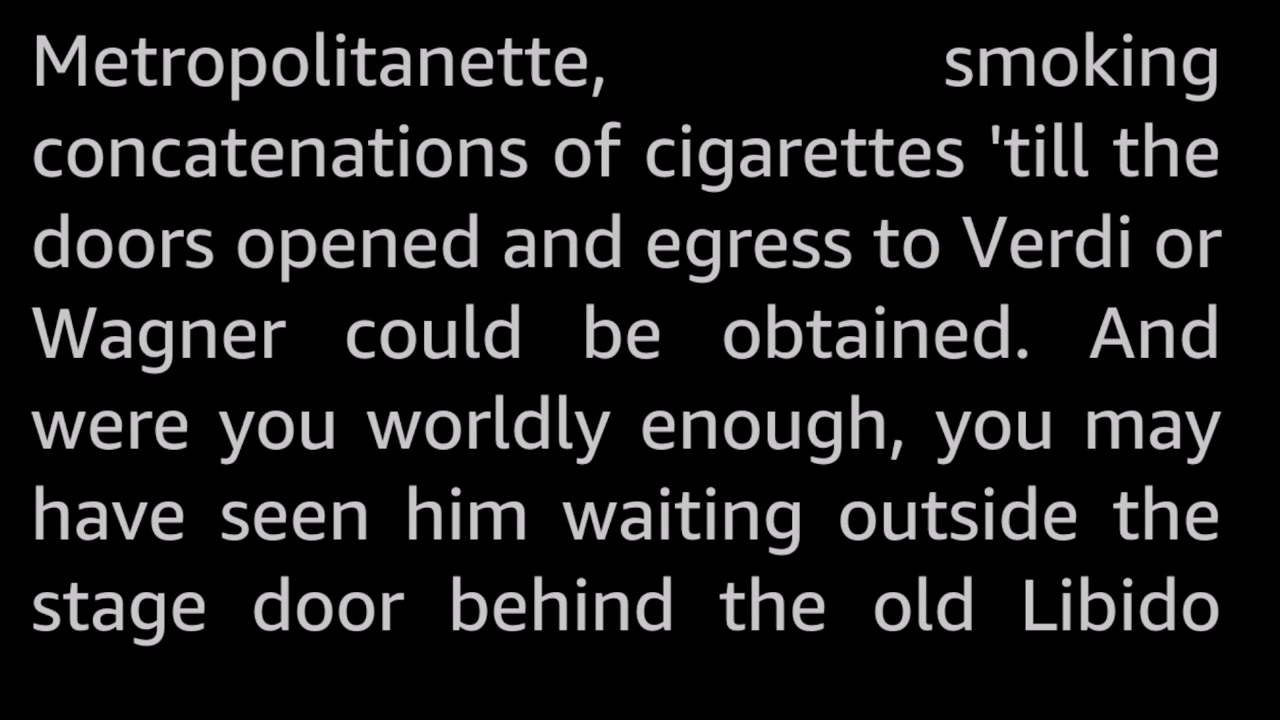 Metropolitanette, smoking
concatenations of cigarettes 'till the
doors opened and egress to Verdi or
Wagner could be obtained. And
were you worldly enough, you may
have seen him waiting outside the
stage door behind the old Libido